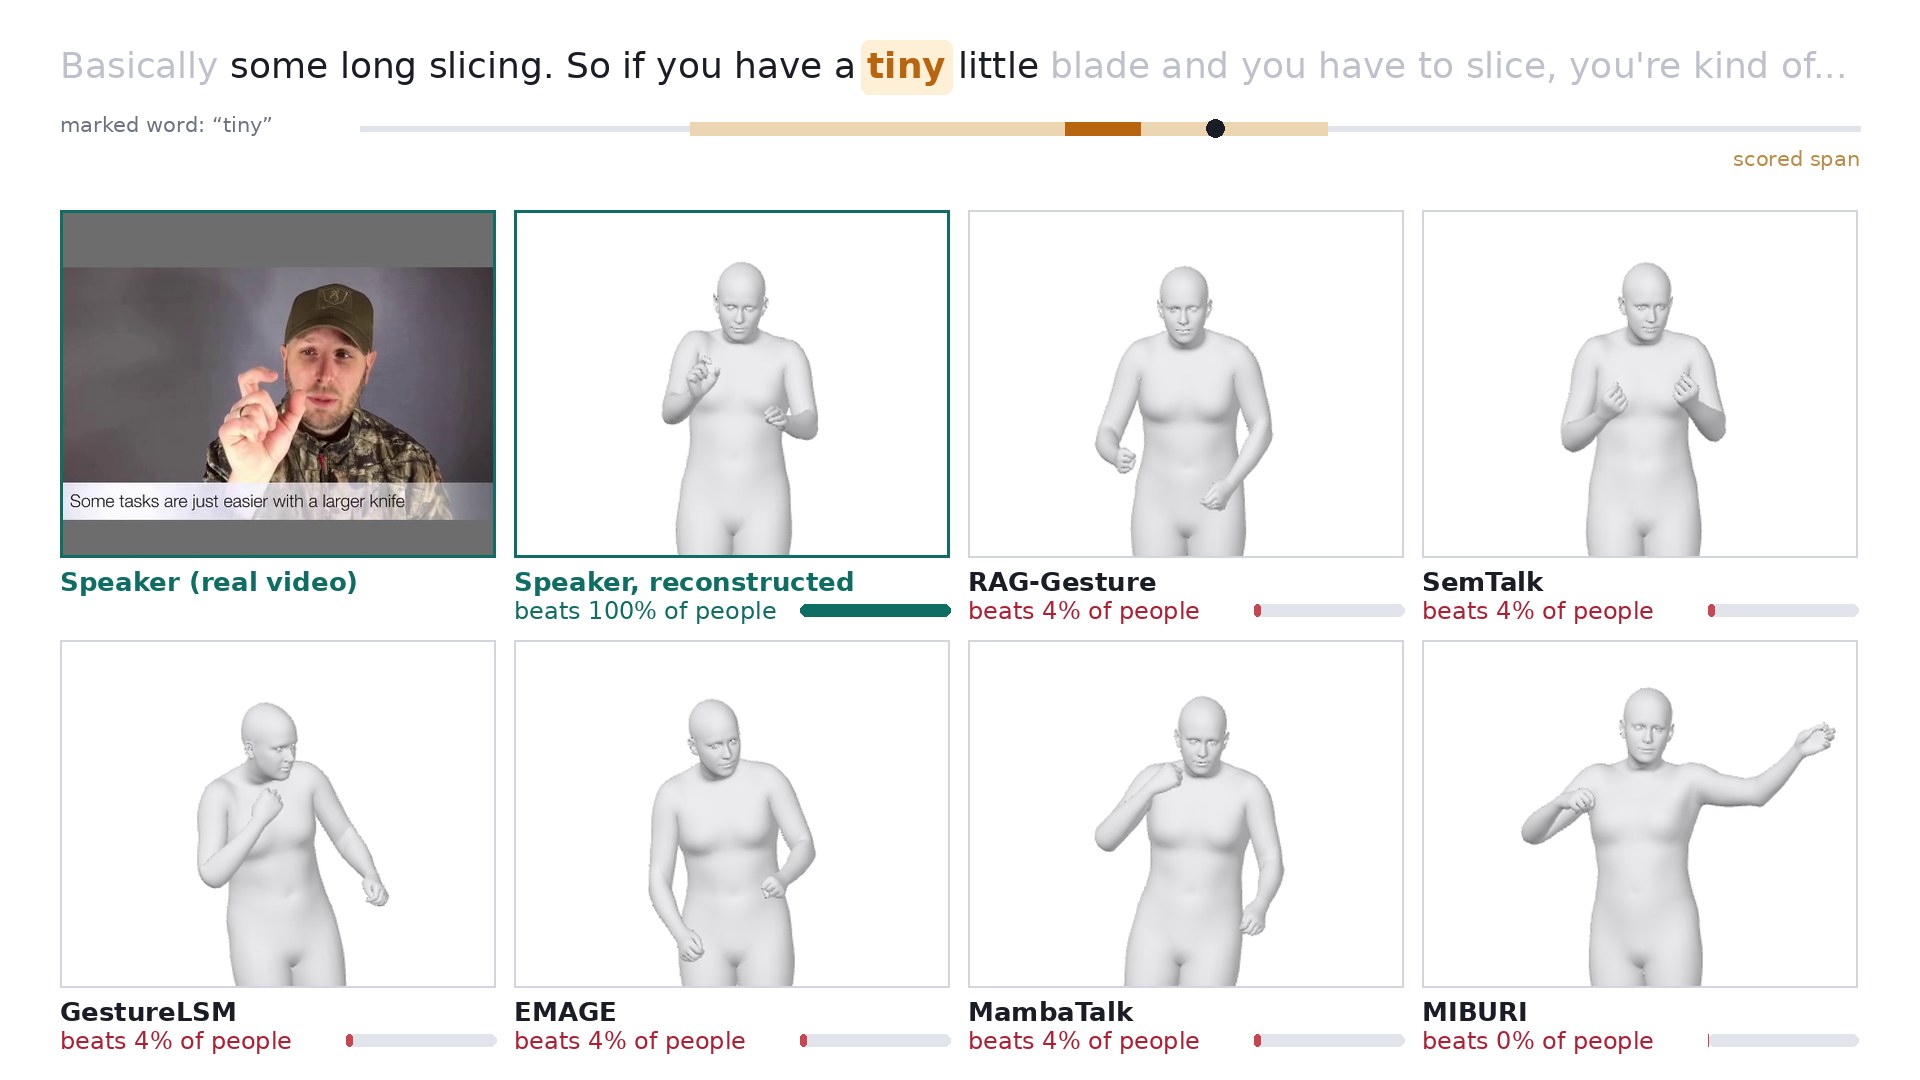 Basically some long slicing. So if you have a tiny little blade and you have to slice, you're kind of...
marked word: “tiny”
scored span
Some tasks are just easier with a larger knife
Speaker (real video)
Speaker, reconstructed
beats 100% of people
RAG-Gesture
beats 4% of people
SemTalk
beats 4% of people
GestureLSM
beats 4% of people
EMAGE
beats 4% of people
MambaTalk
beats 4% of people
MIBURI
beats 0% of people